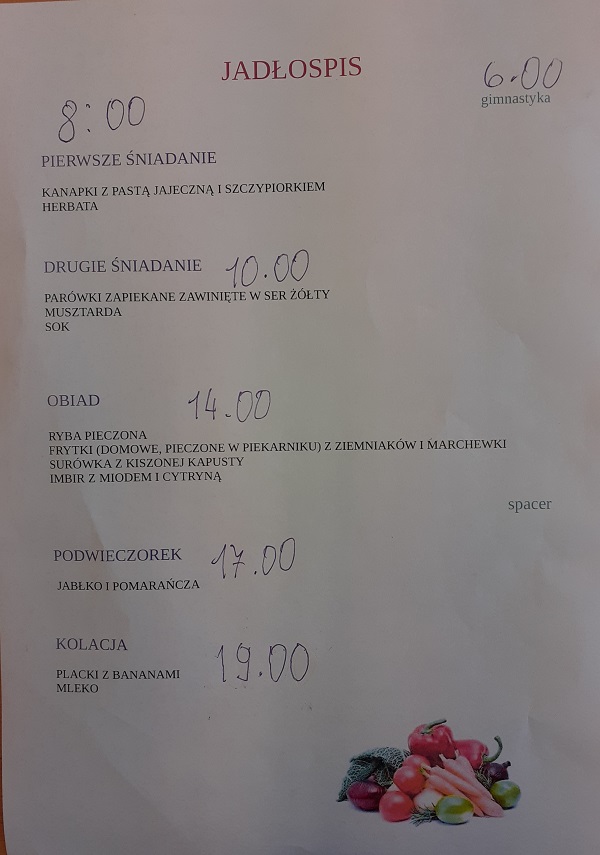 JADŁOSPIS
6.00
gimnastyka
8:00
PIERWSZE ŚNIADANIE
KANAPKI Z PASTĄ JAJECZNĄ I SZCZYPIORKIEM
HERBATA
DRUGIE ŚNIADANIE 10.00
PARÓWKI ZAPIEKANE ZAWINIĘTE W SER ŻÓŁTY
MUSZTARDA
SOK
OBIAD 14.00
RYBA PIECZONA
FRYTKI (DOMOWE, PIECZONE W PIEKARNIKU) Z ZIEMNIAKÓW I MARCHEWKI
SURÓWKA Z KISZONEJ KAPUSTY
IMBIR Z MIODEM I CYTRYNĄ
spacer
PODWIECZOREK 17.00
JABŁKO I POMARAŃCZA
KOLACJA 19.00
PLACKI Z BANANAMI
MLEKO